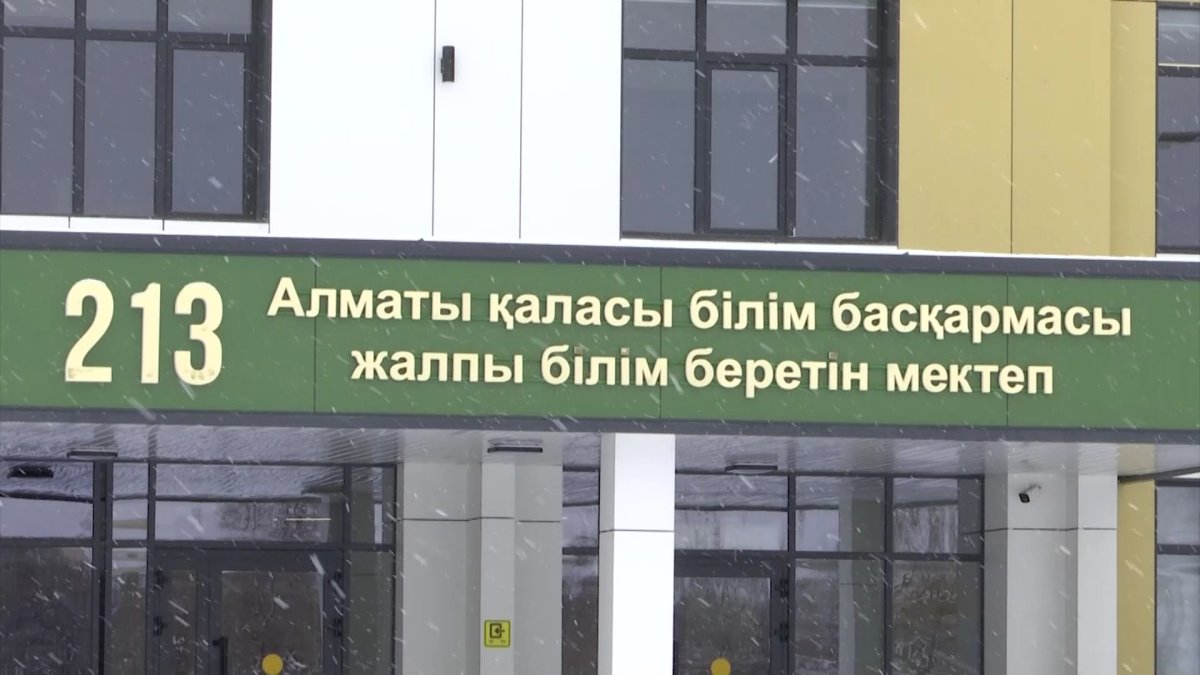 213
Алматы қаласы білім басқармасы
жалпы білім беретін мектеп